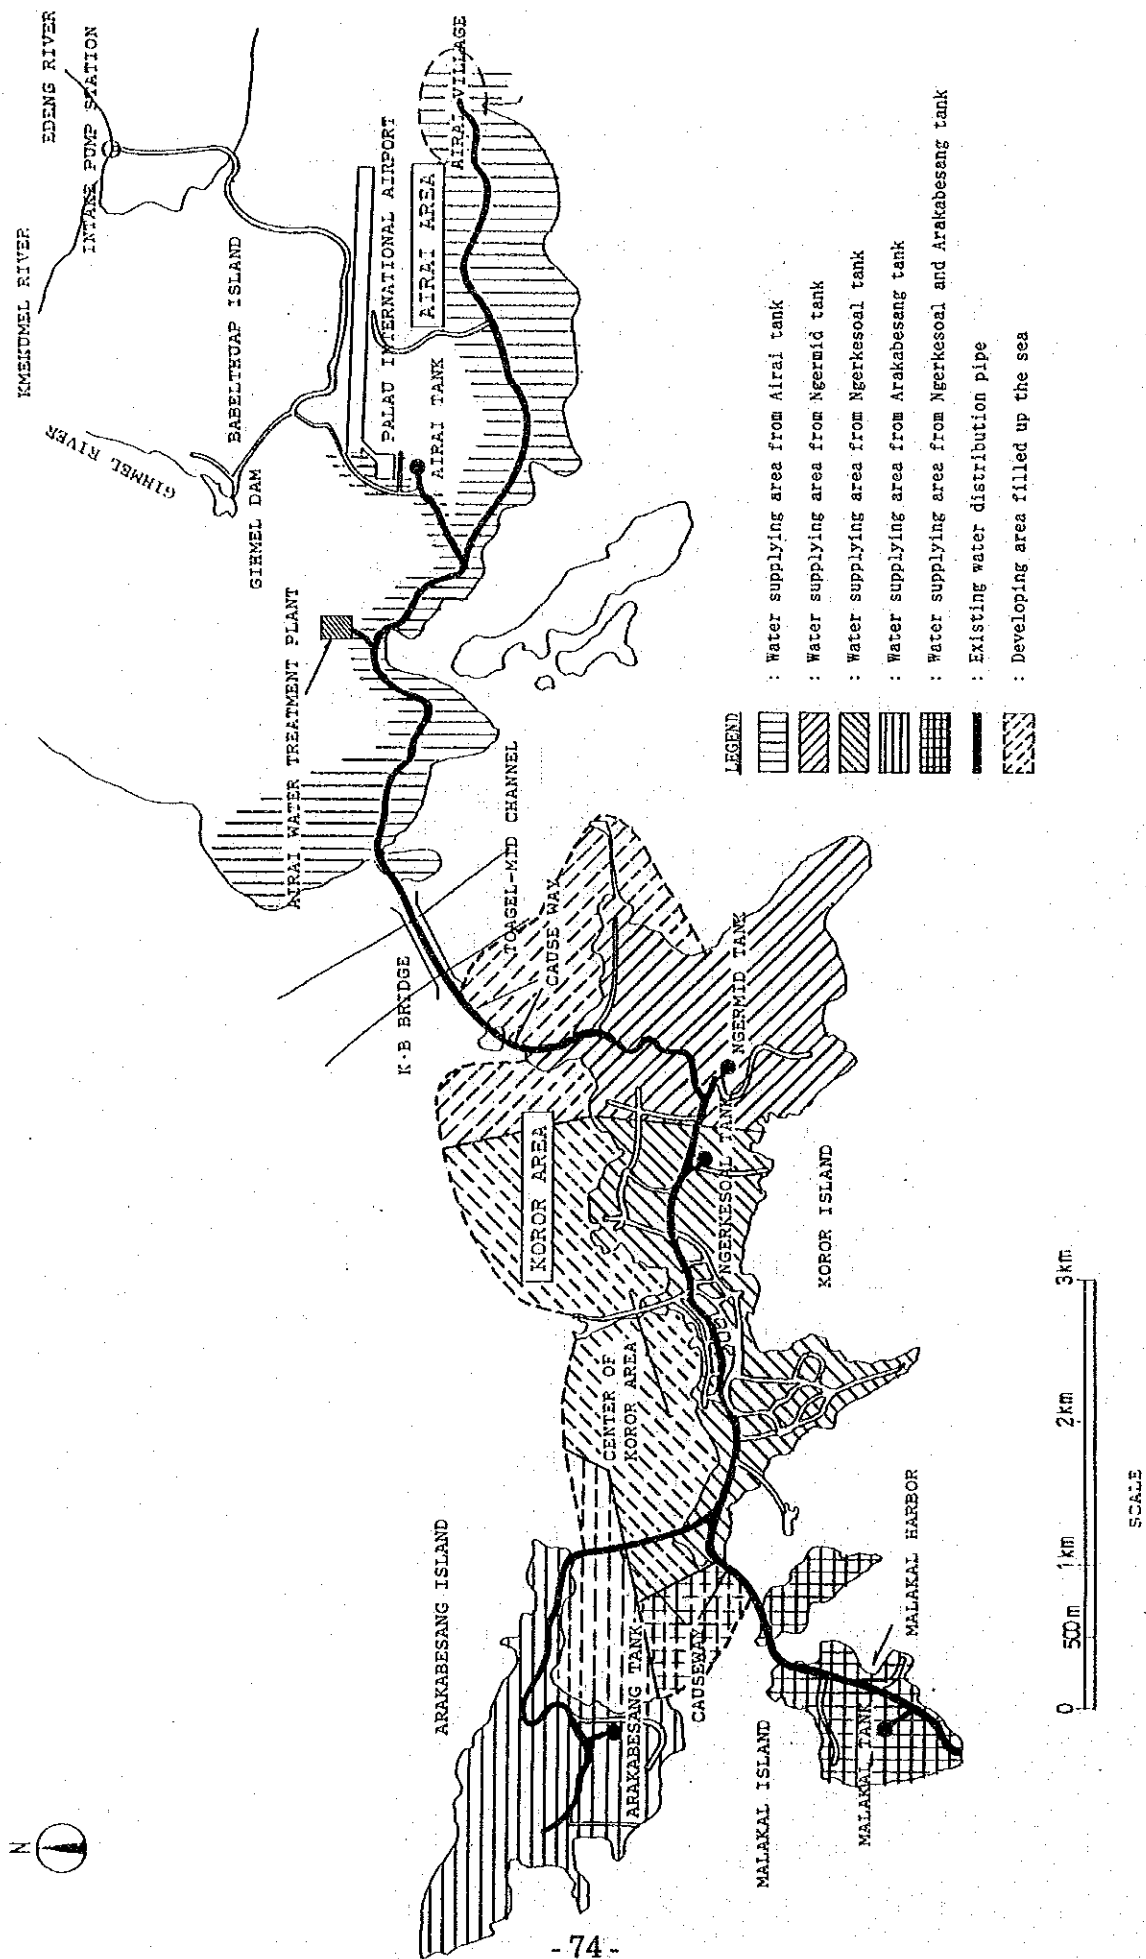 N
KMEKUMEL RIVER
EDENG RIVER
INTAKE PUMP STATION
GIHMEL RIVER
BABELTHUAP ISLAND
GIHMEL DAM
PALAU INTERNATIONAL AIRPORT
AIRAI AREA
AIRAI VILLAGE
AIRAI TANK
AIRAI WATER TREATMENT PLANT
K·B BRIDGE
TOAGEL-MID CHANNEL
CAUSE WAY
KOROR AREA
NGERMID TANK
NGERKESOAL TANK
KOROR ISLAND
CENTER OF
KOROR AREA
ARAKABESANG ISLAND
ARAKABESANG TANK
CAUSEWAY
MALAKAL ISLAND
MALAKAL TANK
MALAKAL HARBOR
LEGEND
: Water supplying area from Airai tank
: Water supplying area from Ngermid tank
: Water supplying area from Ngerkesoal tank
: Water supplying area from Arakabesang tank
: Water supplying area from Ngerkesoal and Arakabesang tank
: Existing water distribution pipe
: Developing area filled up the sea
0 500m 1km 2km 3km
SCALE
-74-